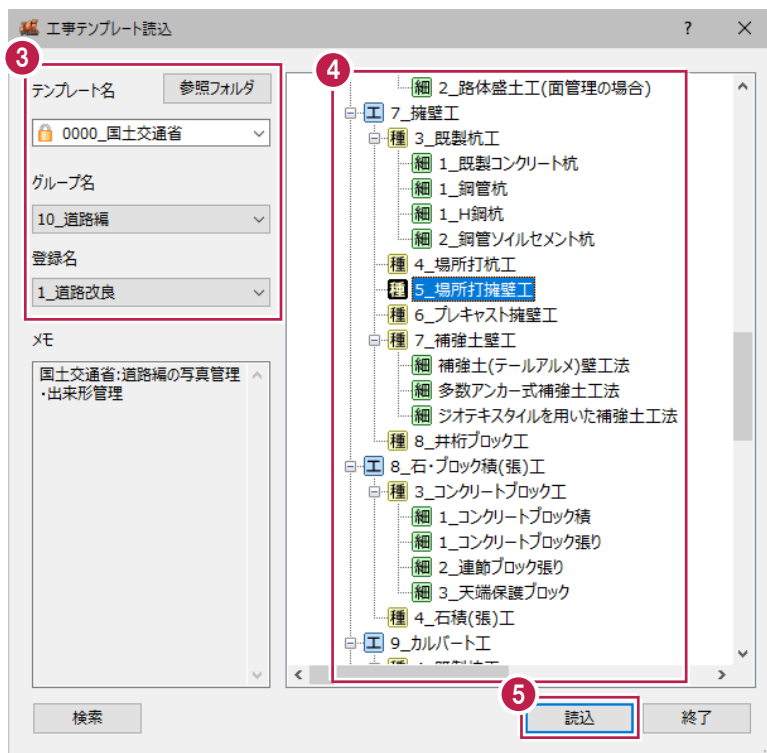 工事テンプレート読込
?
×
3
テンプレート名
参照フォルダ
0000_国土交通省
グループ名
10_道路編
登録名
1_道路改良
メモ
国土交通省:道路編の写真管理
・出来形管理
4
細 2_路体盛土工(面管理の場合)
工 7_擁壁工
種 3_既製杭工
細 1_既製コンクリート杭
細 1_鋼管杭
細 1_H鋼杭
細 2_鋼管ソイルセメント杭
種 4_場所打杭工
種 5_場所打擁壁工
種 6_プレキャスト擁壁工
種 7_補強土壁工
細 補強土(テールアルメ)壁工法
細 多数アンカー式補強土工法
細 ジオテキスタイルを用いた補強土工法
種 8_井桁ブロック工
工 8_石・ブロック積(張)工
種 3_コンクリートブロック工
細 1_コンクリートブロック積
細 1_コンクリートブロック張り
細 2_連節ブロック張り
細 3_天端保護ブロック
種 4_石積(張)工
工 9_カルバート工
5
検索
読込
終了